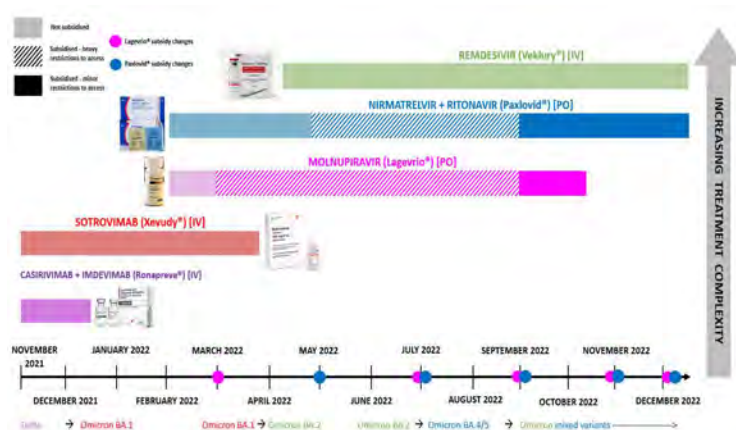 Not subsidised
Subsidised - heavy
restrictions to access
Subsidised - minor
restrictions to access
Lagevrio® subsidy changes
Paxlovid® subsidy changes
REMDESIVIR (Veklury®) [IV]
NIRMATRELVIR + RITONAVIR (Paxlovid®) [PO]
MOLNUPIRAVIR (Lagevrio®) [PO]
SOTROVIMAB (Xevudy®) [IV]
CASIRIVIMAB + IMDEVIMAB (Ronapreve®) [IV]
INCREASING TREATMENT COMPLEXITY
NOVEMBER
2021
JANUARY 2022
MARCH 2022
MAY 2022
JULY 2022
SEPTEMBER 2022
NOVEMBER 2022
DECEMBER 2021
FEBRUARY 2022
APRIL 2022
JUNE 2022
AUGUST 2022
OCTOBER 2022
DECEMBER 2022
Delta → Omicron BA.1
Omicron BA.1 → Omicron BA.2
Omicron BA.2 → Omicron BA.4/5
→ Omicron mixed variants ------------>